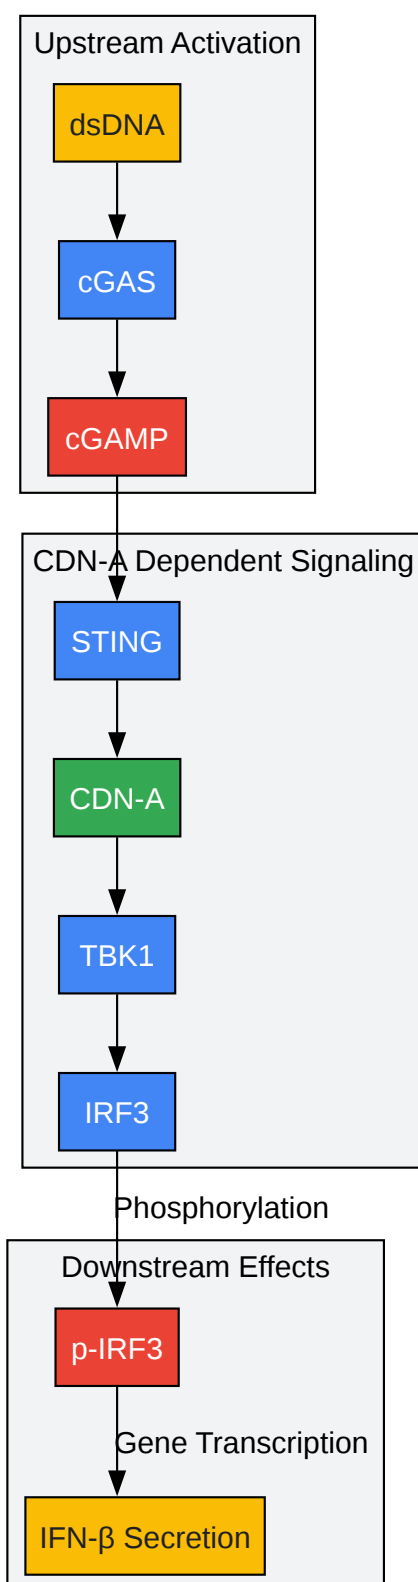 Upstream Activation
dsDNA
cGAS
cGAMP
CDN-A Dependent Signaling
STING
CDN-A
TBK1
IRF3
Phosphorylation
Downstream Effects
p-IRF3
Gene Transcription
IFN-β Secretion